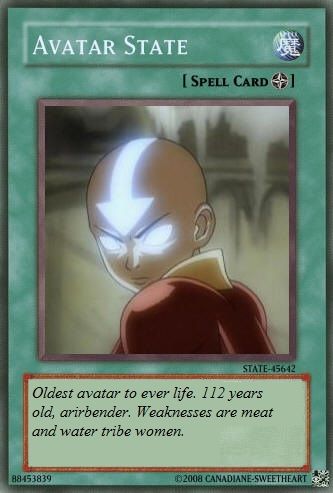 AVATAR STATE
魔
[ SPELL CARD ]
STATE-45642
Oldest avatar to ever life. 112 years
old, arirbender. Weaknesses are meat
and water tribe women.
88453839
©2008 CANADIANE-SWEETHEART